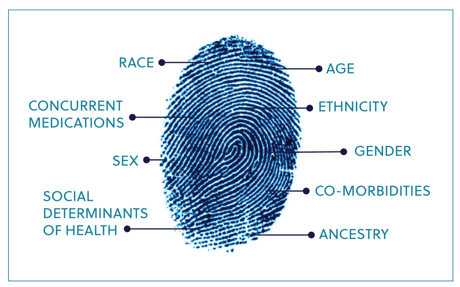 RACE
AGE
CONCURRENT
MEDICATIONS
ETHNICITY
SEX
GENDER
SOCIAL
DETERMINANTS
OF HEALTH
CO-MORBIDITIES
ANCESTRY